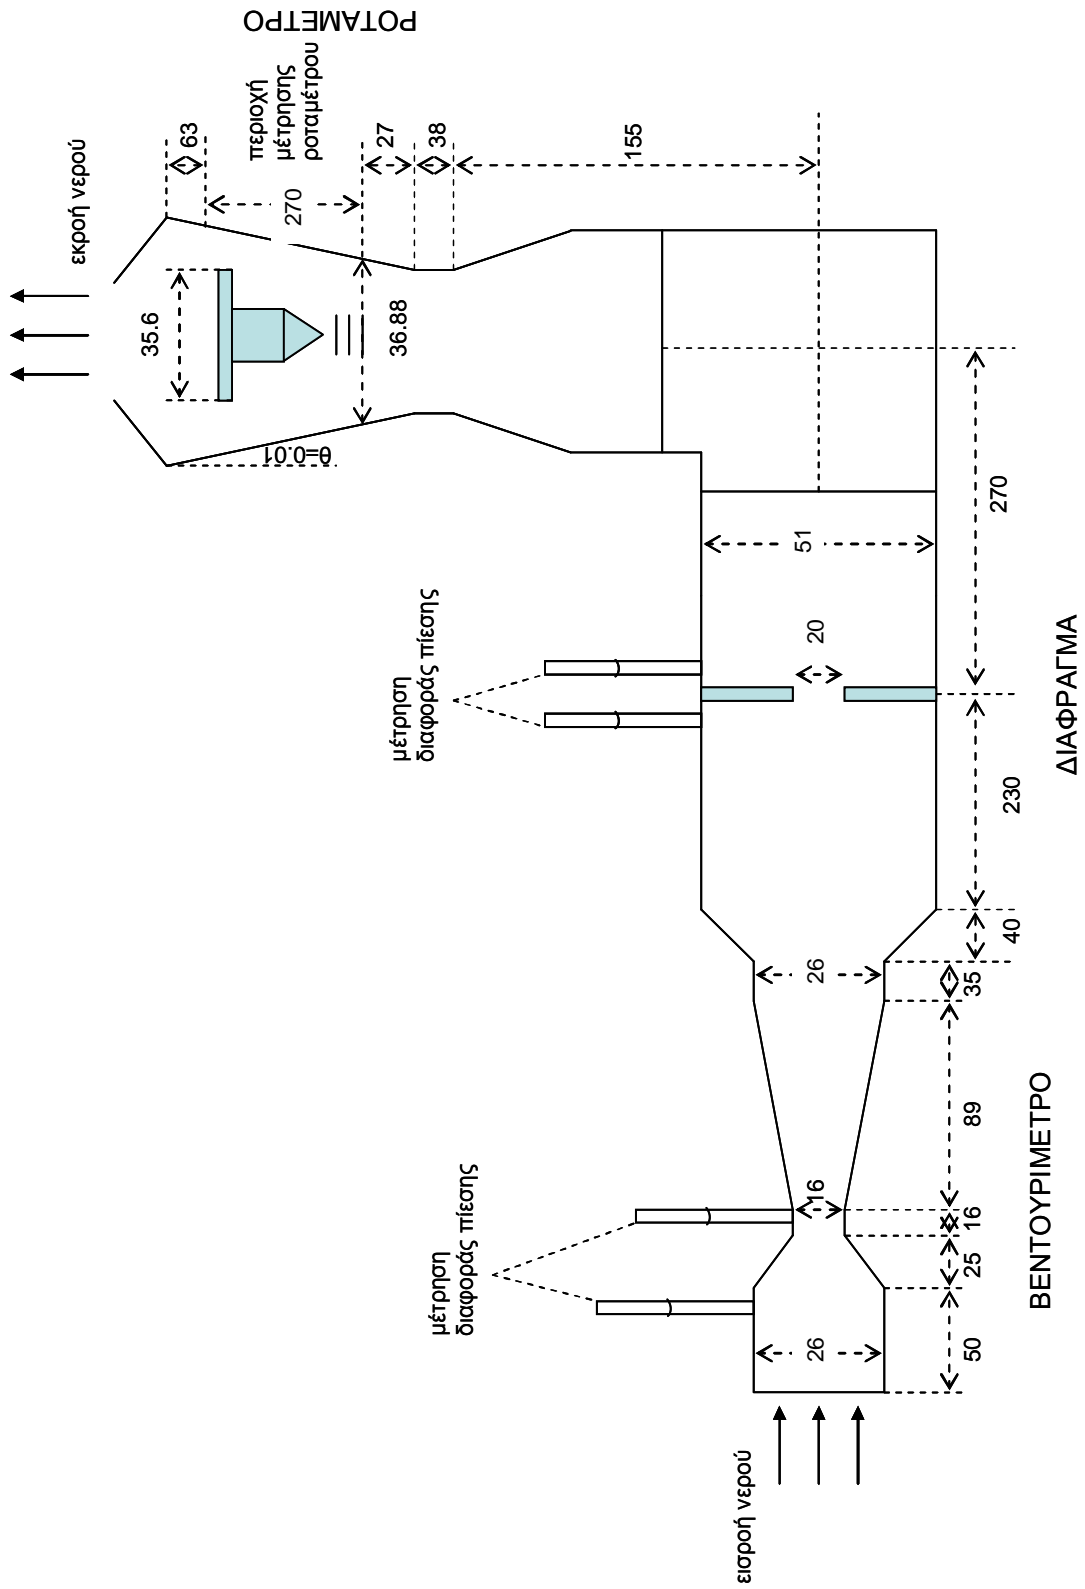 ΡΟΤΑΜΕΤΡΟ
εκροή νερού
63
περιοχή
μέτρησης
ροταμέτρου
270
27
38
155
35.6
36.88
θ=0.01
51
270
20
μέτρηση
διαφοράς πίεσης
230
ΔΙΑΦΡΑΓΜΑ
40
26
35
89
16
16
25
ΒΕΝΤΟΥΡΙΜΕΤΡΟ
μέτρηση
διαφοράς πίεσης
26
50
εισροή νερού